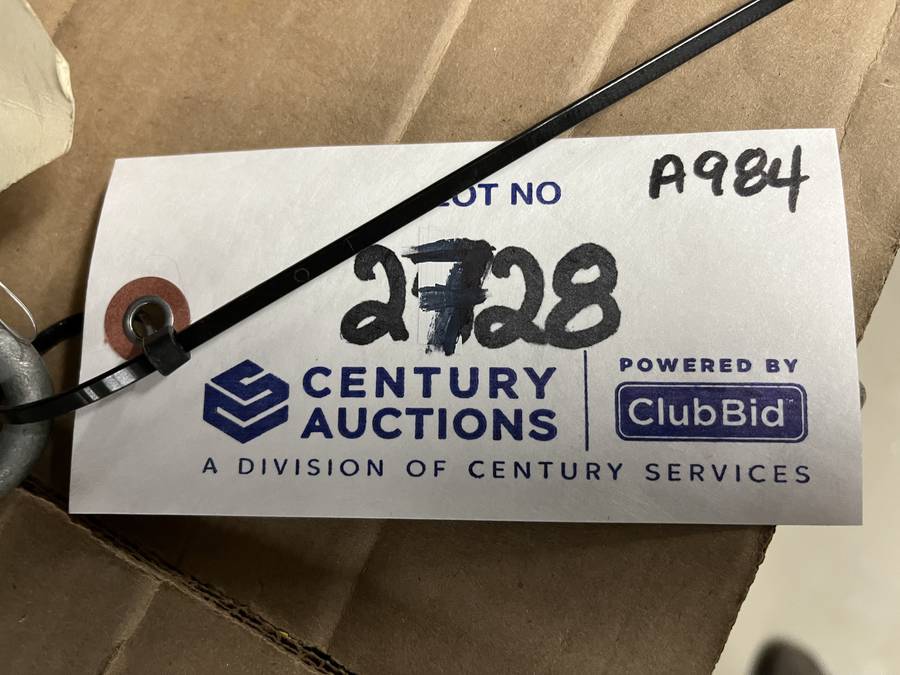 LOT NO
A984
2728
CENTURY
AUCTIONS
POWERED BY
ClubBid
A DIVISION OF CENTURY SERVICES